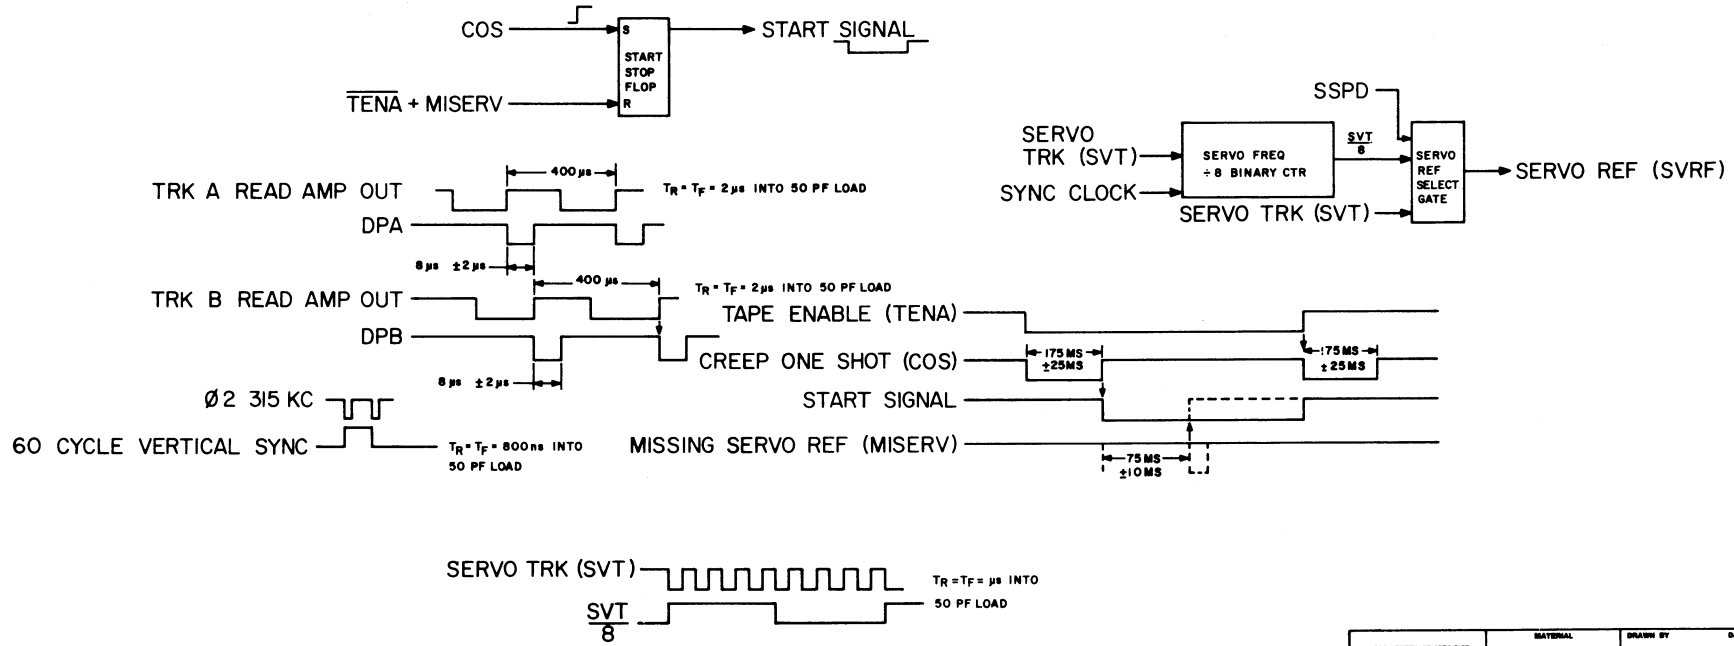 COS
S
START
STOP
FLOP
R
START SIGNAL
TENA + MISERV
SSPD
SERVO
TRK (SVT)
SYNC CLOCK
SERVO FREQ
÷ 8 BINARY CTR
SVT
8
SERVO
REF
SELECT
GATE
SERVO REF (SVRF)
SERVO TRK (SVT)
400 µs
TRK A READ AMP OUT
TR = TF = 2 µs INTO 50 PF LOAD
DPA
8 µs ±2 µs
400 µs
TRK B READ AMP OUT
TR = TF = 2 µs INTO 50 PF LOAD
DPB
8 µs ±2 µs
Ø2 315 KC
60 CYCLE VERTICAL SYNC
TR = TF = 800 ns INTO
50 PF LOAD
TAPE ENABLE (TENA)
CREEP ONE SHOT (COS)
175 MS
±25MS
175 MS
±25 MS
START SIGNAL
MISSING SERVO REF (MISERV)
75 MS
±10 MS
SERVO TRK (SVT)
TR = TF = µs INTO
50 PF LOAD
SVT
8
MATERIAL
DRAWN BY